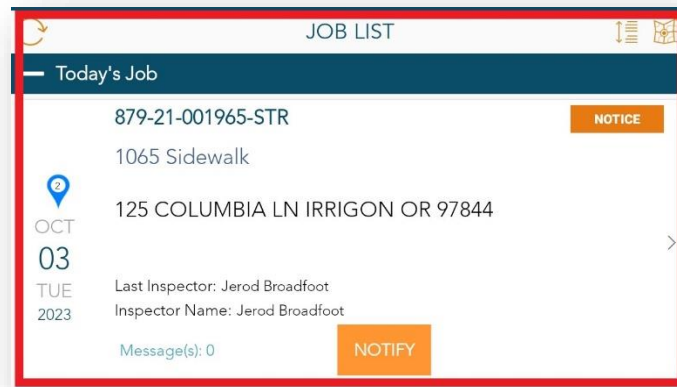 JOB LIST
Today's Job
879-21-001965-STR
NOTICE
1065 Sidewalk
2
125 COLUMBIA LN IRRIGON OR 97844
OCT
03
TUE
2023
Last Inspector: Jerod Broadfoot
Inspector Name: Jerod Broadfoot
Message(s): 0
NOTIFY